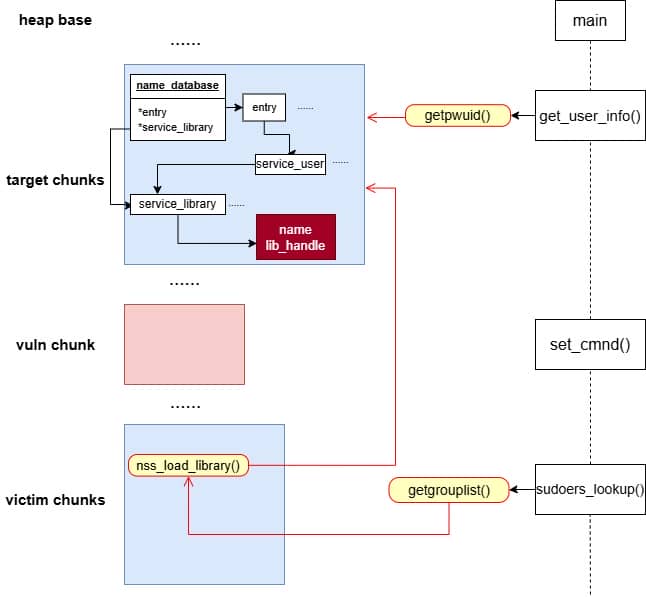 heap base
main
......
name_database
*entry
*service_library
entry
......
getpwuid()
get_user_info()
service_user
......
target chunks
service_library
......
name
lib_handle
......
vuln chunk
set_cmnd()
......
nss_load_library()
victim chunks
getgrouplist()
sudoers_lookup()